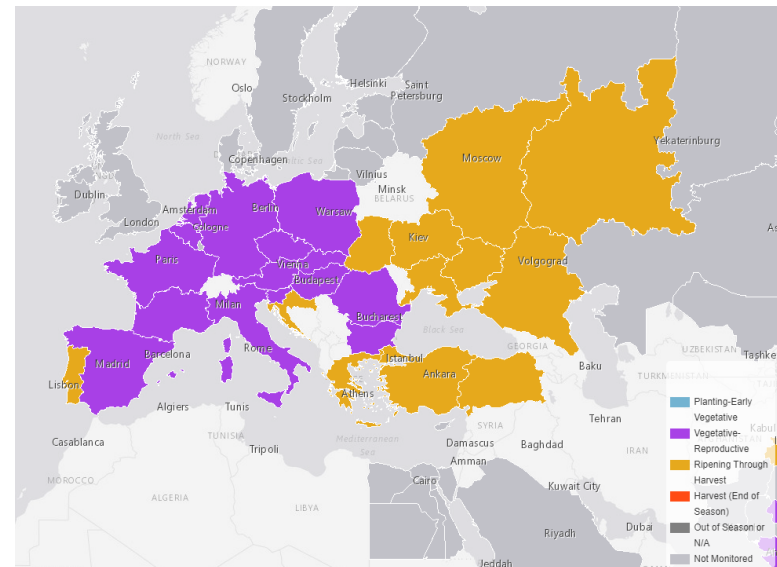 NORWAY
Oslo
Helsinki
Saint
Petersburg
Stockholm
North Sea
Copenhagen
Yekaterinburg
Moscow
Vilnius
Minsk
BELARUS
Dublin
London
Amsterdam
Berlin
Warsaw
Kiev
Paris
Vienna
Budapest
Volgograd
Milan
Bucharest
Black Sea
GEORGIA
UZBEKISTAN
Barcelona
Rome
Istanbul
Baku
Madrid
Ankara
TURKMENISTAN
Lisbon
Athens
Algiers
Tunis
SYRIA
Tehran
Casablanca
TUNISIA
Tripoli
Mediterranean
Sea
Damascus
Baghdad
IRAN
Amman
MOROCCO
Cairo
Kuwait City
ALGERIA
LIBYA
Riyadh
Dubai
Jeddah
Planting-Early
Vegetative
Vegetative-
Reproductive
Ripening Through
Harvest
Harvest (End of
Season)
Out of Season or
N/A
Not Monitored